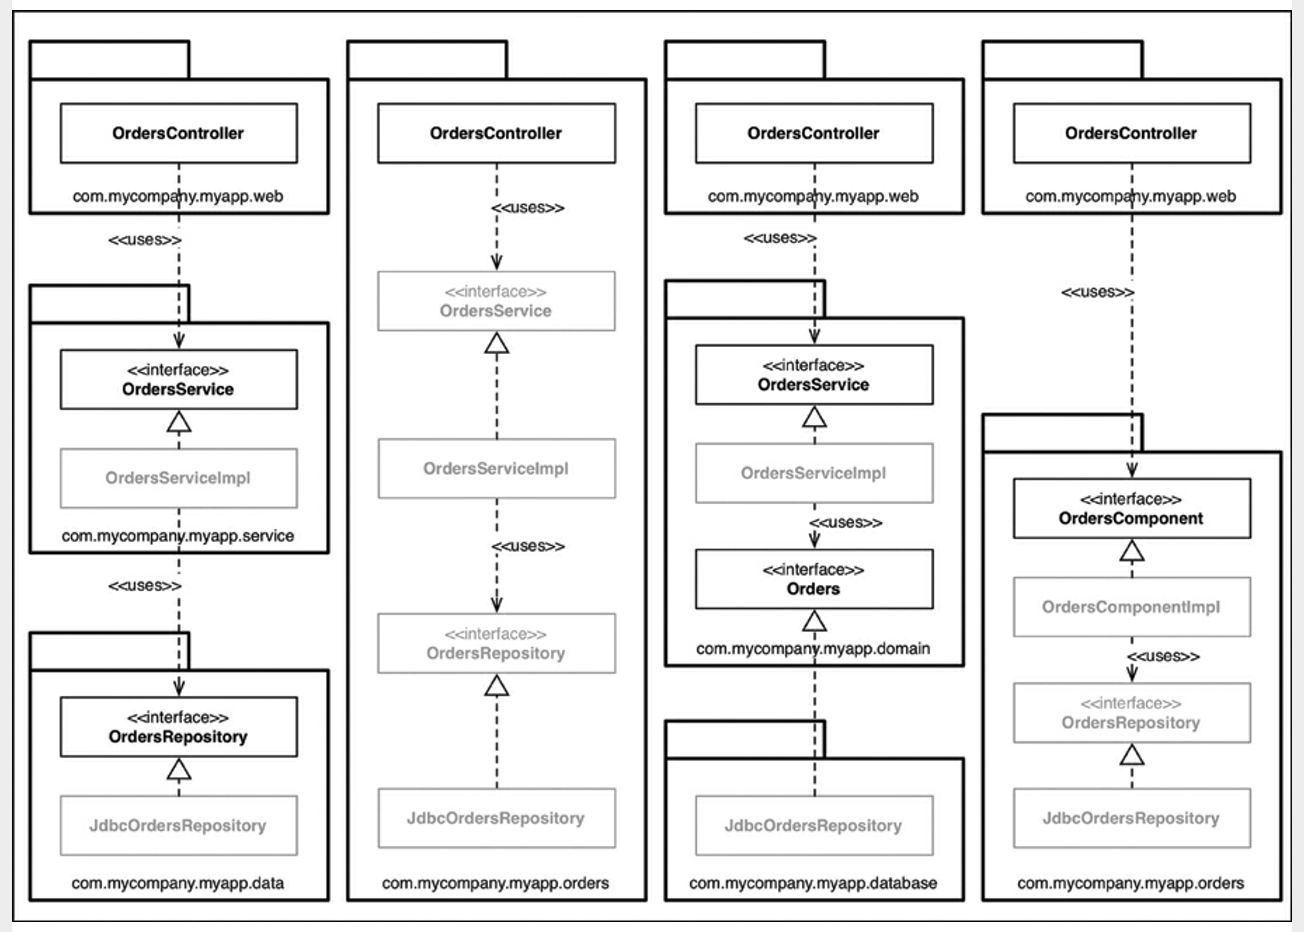 OrdersController
com.mycompany.myapp.web
<<uses>>
<<interface>>
OrdersService
OrdersServiceImpl
com.mycompany.myapp.service
<<uses>>
<<interface>>
OrdersRepository
JdbcOrdersRepository
com.mycompany.myapp.data
OrdersController
<<uses>>
<<interface>>
OrdersService
OrdersServiceImpl
<<uses>>
<<interface>>
OrdersRepository
JdbcOrdersRepository
com.mycompany.myapp.orders
OrdersController
com.mycompany.myapp.web
<<uses>>
<<interface>>
OrdersService
OrdersServiceImpl
<<uses>>
<<interface>>
Orders
com.mycompany.myapp.domain
JdbcOrdersRepository
com.mycompany.myapp.database
OrdersController
com.mycompany.myapp.web
<<uses>>
<<interface>>
OrdersComponent
OrdersComponentImpl
<<uses>>
<<interface>>
OrdersRepository
JdbcOrdersRepository
com.mycompany.myapp.orders